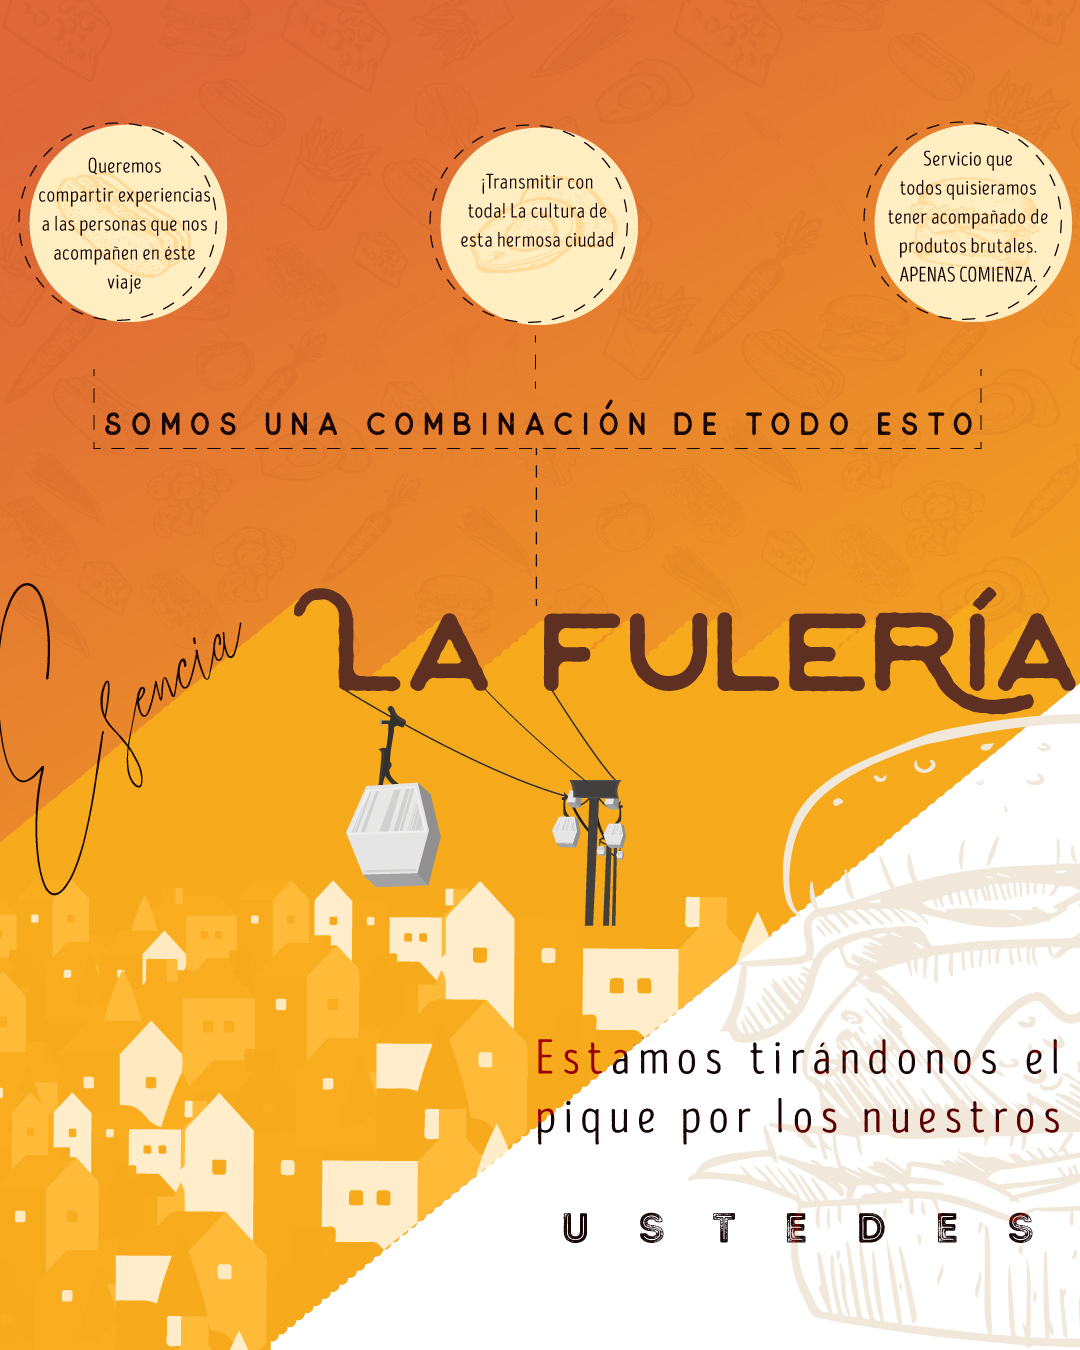 Queremos
compartir experiencias
a las personas que nos
acompañen en éste
viaje
¡Transmitir con
toda! La cultura de
esta hermosa ciudad
Servicio que
todos quisieramos
tener acompañado de
produtos brutales.
APENAS COMIENZA.
SOMOS UNA COMBINACIÓN DE TODO ESTO
Esencia
LA FULERÍA
Estamos tirándonos el
pique por los nuestros
USTEDES